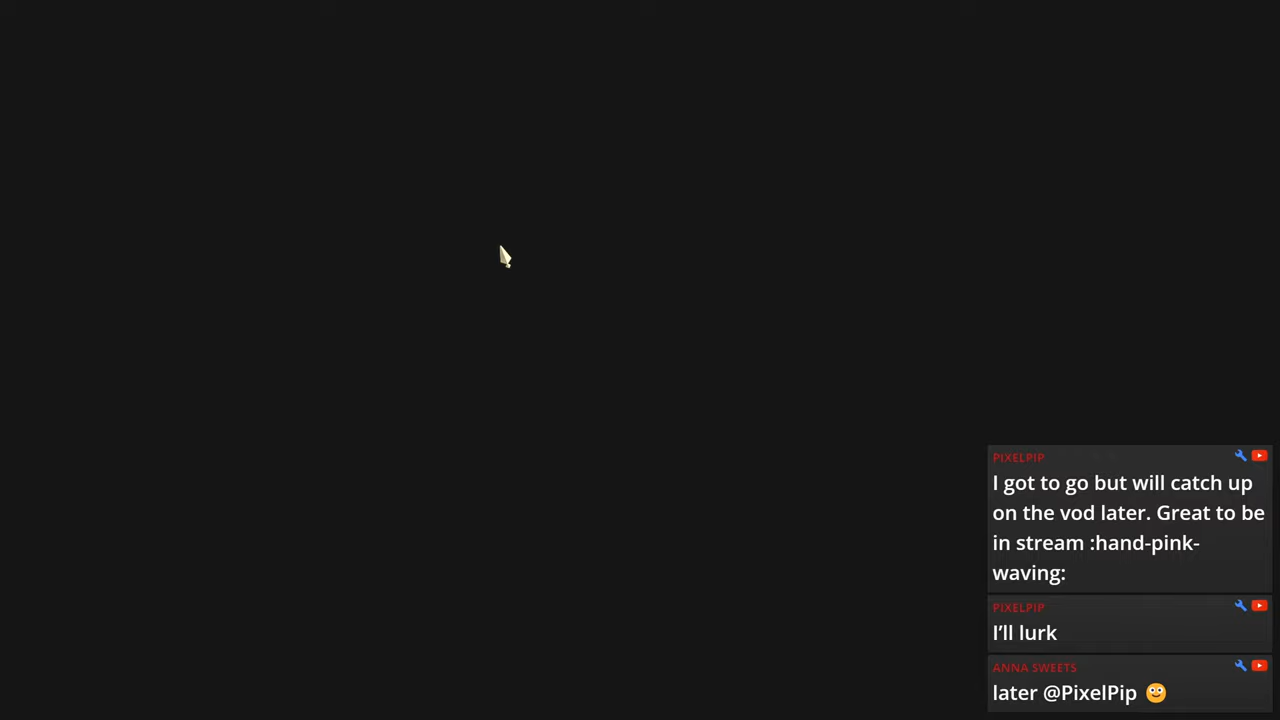 PIXELPIP
I got to go but will catch up
on the vod later. Great to be
in stream :hand-pink-
waving:
PIXELPIP
I’ll lurk
ANNA SWEETS
later @PixelPip